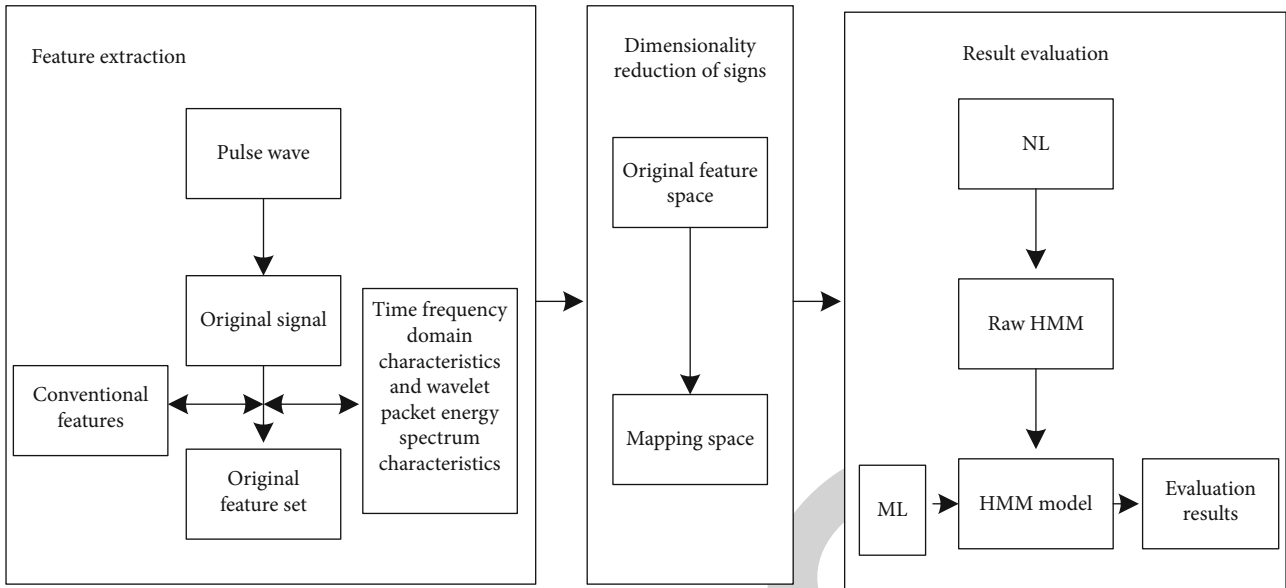 Feature extraction
Pulse wave
Original signal
Conventional
features
Time frequency
domain
characteristics
and wavelet
packet energy
spectrum
characteristics
Original
feature set
Dimensionality
reduction of signs
Original feature
space
Mapping space
Result evaluation
NL
Raw HMM
ML
HMM model
Evaluation
results